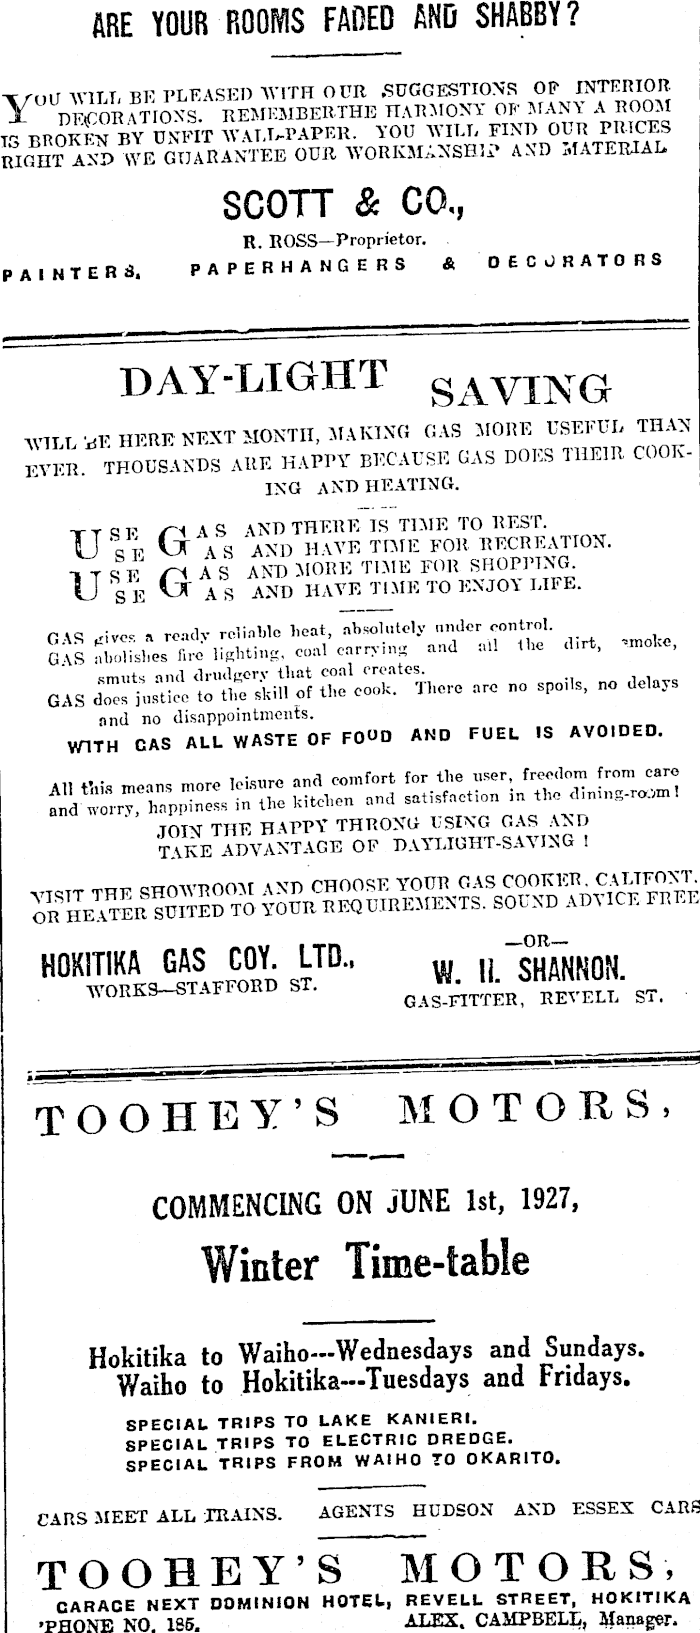 ARE YOUR ROOMS FADED AND SHABBY?
YOU WILL BE PLEASED WITH OUR SUGGESTIONS OF INTERIOR
DECORATIONS. REMEMBER THE HARMONY OF MANY A ROOM
IS BROKEN BY UNFIT WALL-PAPER. YOU WILL FIND OUR PRICES
RIGHT AND WE GUARANTEE OUR WORKMANSHIP AND MATERIAL
SCOTT & CO.,
R. ROSS—Proprietor.
PAINTERS, PAPERHANGERS & DECORATORS
DAY-LIGHT SAVING
WILL BE HERE NEXT MONTH, MAKING GAS MORE USEFUL THAN
EVER. THOUSANDS ARE HAPPY BECAUSE GAS DOES THEIR COOK-
ING AND HEATING.
USE GAS AND THERE IS TIME TO REST.
SE AS AND HAVE TIME FOR RECREATION.
USE GAS AND MORE TIME FOR SHOPPING.
SE AS AND HAVE TIME TO ENJOY LIFE.
GAS gives a ready reliable heat, absolutely under control.
GAS abolishes fire lighting, coal carrying and all the dirt, smoke,
smuts and drudgery that coal creates.
GAS does justice to the skill of the cook. There are no spoils, no delays
and no disappointments.
WITH GAS ALL WASTE OF FOOD AND FUEL IS AVOIDED.
All this means more leisure and comfort for the user, freedom from care
and worry, happiness in the kitchen and satisfaction in the dining-room!
JOIN THE HAPPY THRONG USING GAS AND
TAKE ADVANTAGE OF DAYLIGHT-SAVING !
VISIT THE SHOWROOM AND CHOOSE YOUR GAS COOKER, CALIFONT,
OR HEATER SUITED TO YOUR REQUIREMENTS. SOUND ADVICE FREE
HOKITIKA GAS COY. LTD.,
WORKS—STAFFORD ST.
—OR—
W. H. SHANNON.
GAS-FITTER, REVELL ST.
TOOHEY'S MOTORS,
COMMENCING ON JUNE 1st, 1927,
Winter Time-table
Hokitika to Waiho---Wednesdays and Sundays.
Waiho to Hokitika---Tuesdays and Fridays.
SPECIAL TRIPS TO LAKE KANIERI.
SPECIAL TRIPS TO ELECTRIC DREDGE.
SPECIAL TRIPS FROM WAIHO TO OKARITO.
CARS MEET ALL TRAINS. AGENTS HUDSON AND ESSEX CARS
TOOHEY'S MOTORS,
GARAGE NEXT DOMINION HOTEL, REVELL STREET, HOKITIKA
'PHONE NO. 185. ALEX. CAMPBELL, Manager.